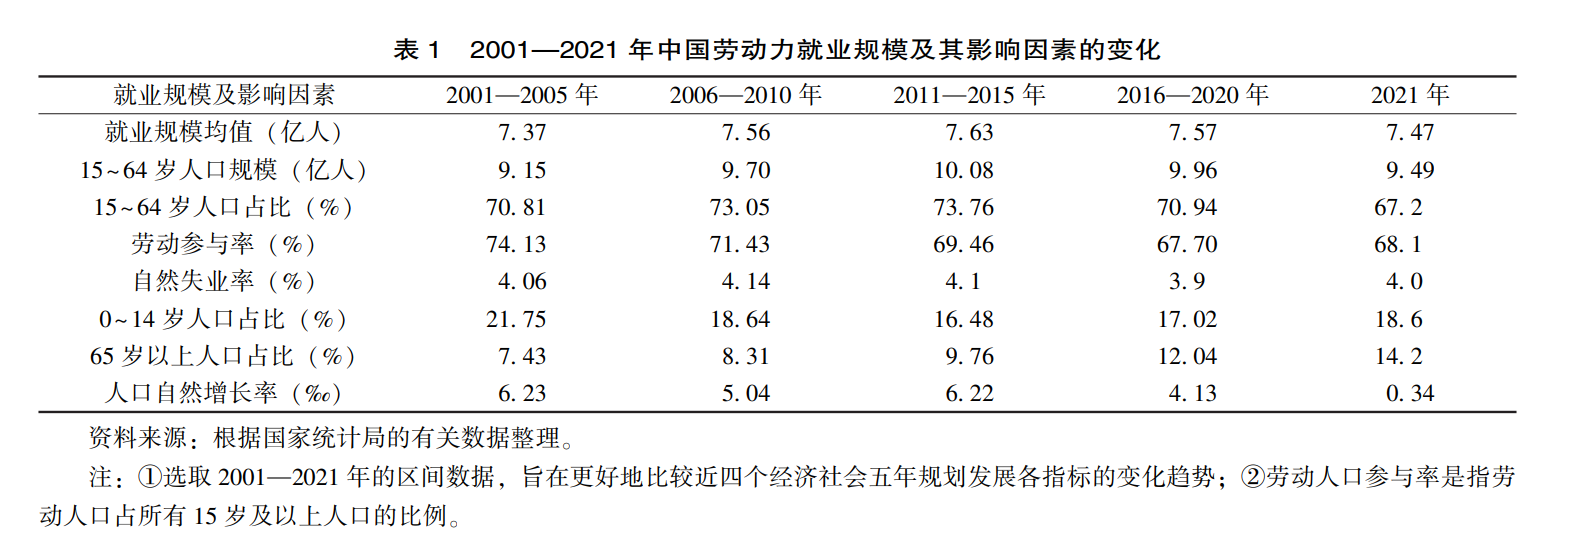 表 1 2001—2021 年中国劳动力就业规模及其影响因素的变化
就业规模及影响因素 2001—2005 年 2006—2010 年 2011—2015 年 2016—2020 年 2021 年
就业规模均值（亿人） 7.37 7.56 7.63 7.57 7.47
15~64 岁人口规模（亿人） 9.15 9.70 10.08 9.96 9.49
15~64 岁人口占比（%） 70.81 73.05 73.76 70.94 67.2
劳动参与率（%） 74.13 71.43 69.46 67.70 68.1
自然失业率（%） 4.06 4.14 4.1 3.9 4.0
0~14 岁人口占比（%） 21.75 18.64 16.48 17.02 18.6
65 岁以上人口占比（%） 7.43 8.31 9.76 12.04 14.2
人口自然增长率（‰） 6.23 5.04 6.22 4.13 0.34
资料来源：根据国家统计局的有关数据整理。
注：①选取 2001—2021 年的区间数据，旨在更好地比较近四个经济社会五年规划发展各指标的变化趋势；②劳动人口参与率是指劳
动人口占所有 15 岁及以上人口的比例。